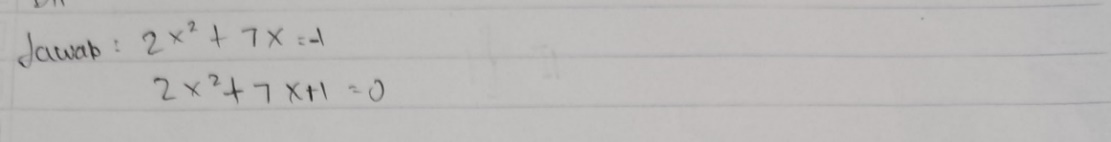 Jawab : 2x² + 7x = -1
2x² + 7x+1 = 0